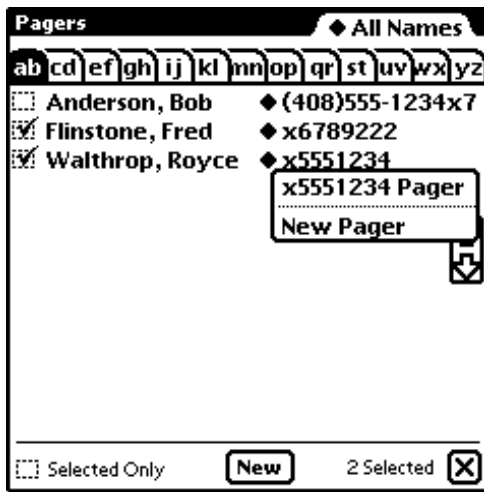 Pagers ◆ All Names
ab cd ef gh ij kl mn op qr st uv wx yz
Anderson, Bob ◆ (408)555-1234x7
Flinstone, Fred ◆ x6789222
Walthrop, Royce ◆ x5551234
x5551234 Pager
New Pager
Selected Only New 2 Selected